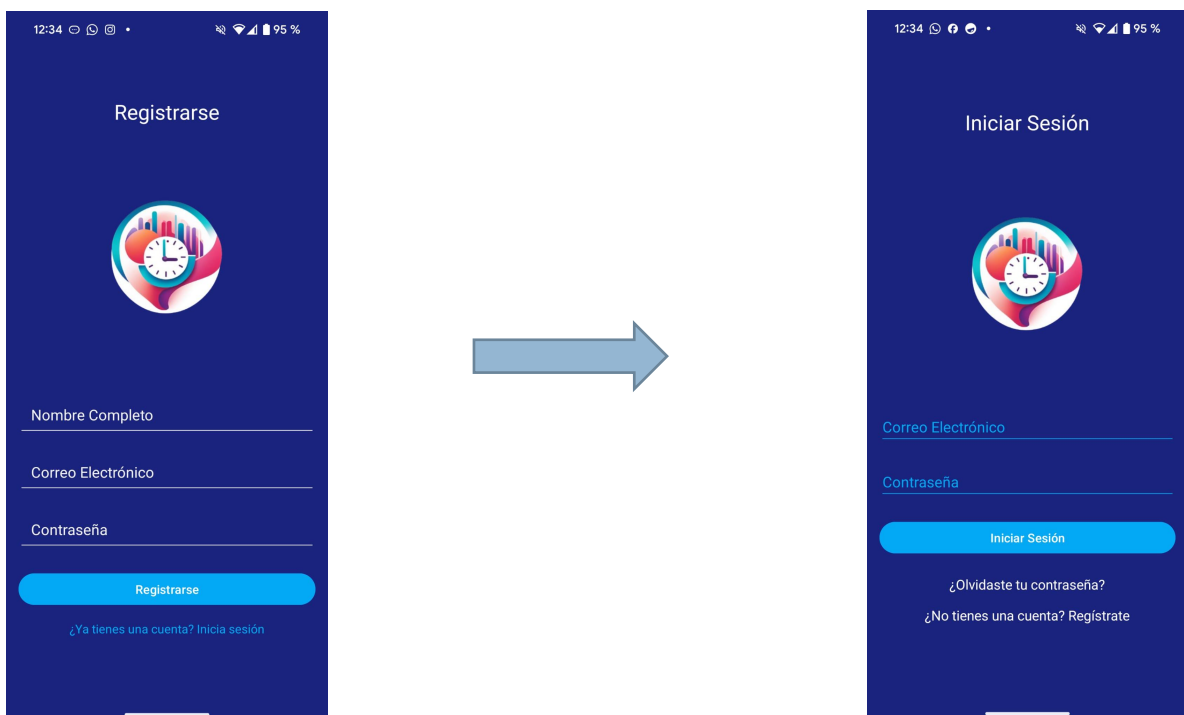 12:34 95 %
Registrarse
Nombre Completo
Correo Electrónico
Contraseña
Registrarse
¿Ya tienes una cuenta? Inicia sesión
12:34 95 %
Iniciar Sesión
Correo Electrónico
Contraseña
Iniciar Sesión
¿Olvidaste tu contraseña?
¿No tienes una cuenta? Regístrate